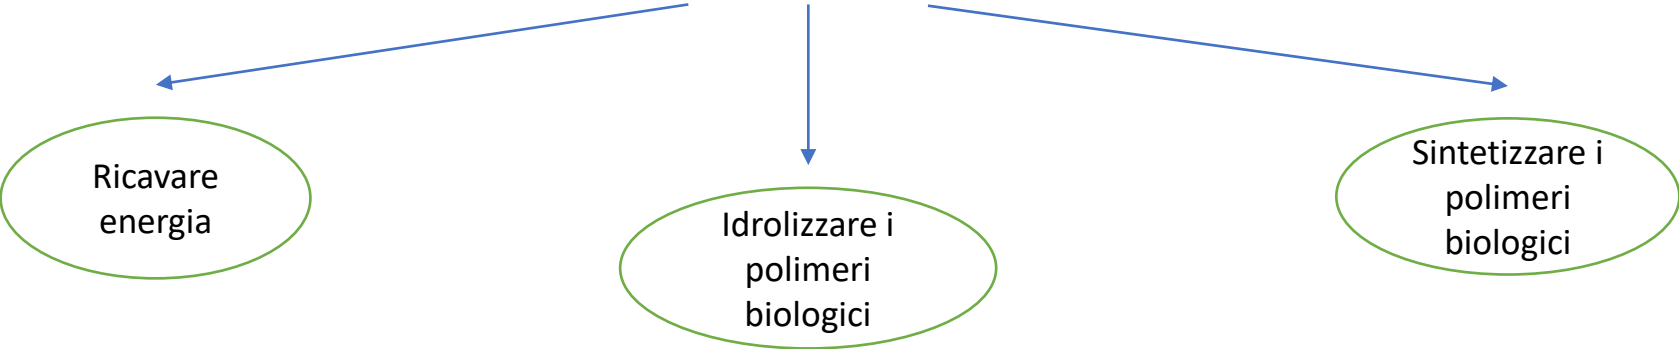 Ricavare
energia
Idrolizzare i
polimeri
biologici
Sintetizzare i
polimeri
biologici